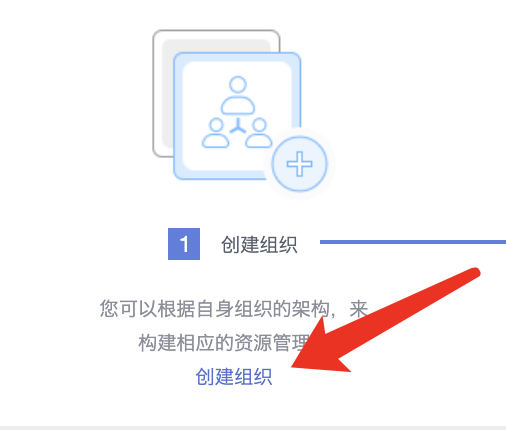 1 创建组织
您可以根据自身组织的架构，来
构建相应的资源管理
创建组织